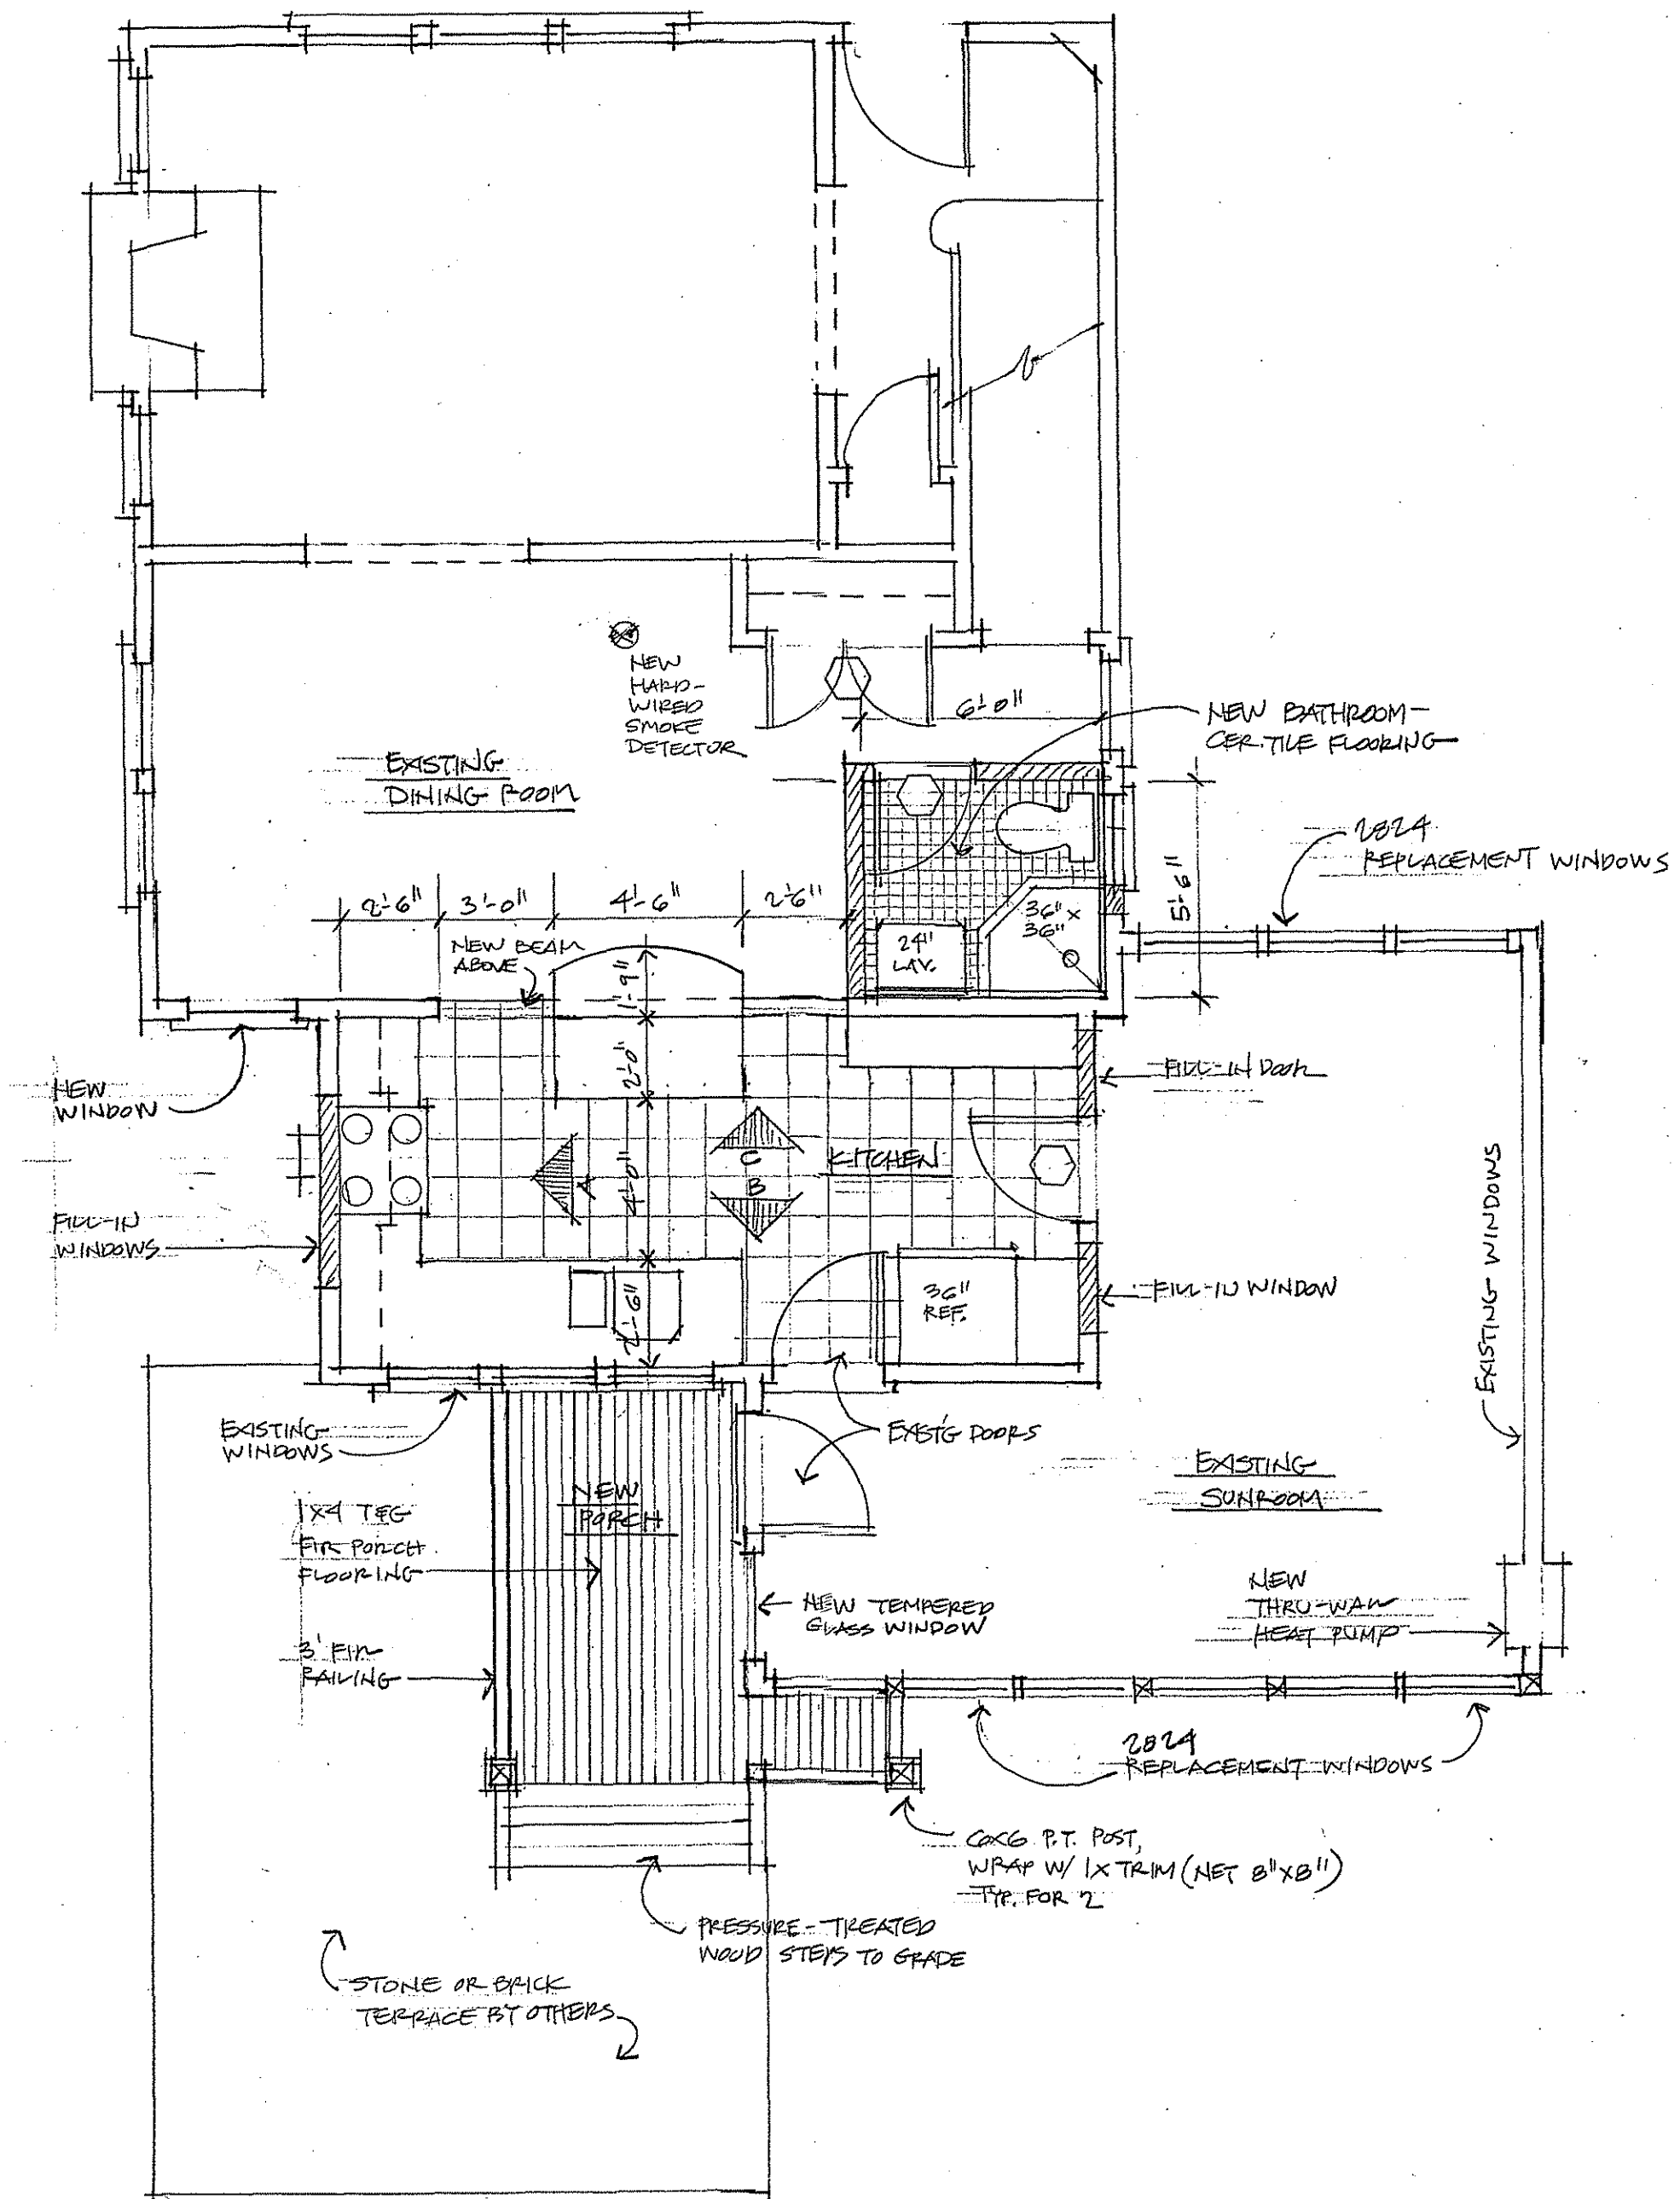 NEW
HARD-
WIRED
SMOKE
DETECTOR
6'-0"
NEW BATHROOM-
CER. TILE FLOORING
EXISTING
DINING ROOM
2824
REPLACEMENT WINDOWS
2'-6"
3'-0"
4'-6"
2'-6"
5'-6"
36" x
36"
24"
LAV.
NEW BEAM
ABOVE
1'-9"
2'-0"
NEW
WINDOW
FILL-IN DOOR
C
KITCHEN
A
4'-0"
B
FILL-IN
WINDOWS
EXISTING WINDOWS
2'-6"
36"
REF.
FILL-IN WINDOW
EXISTING
WINDOWS
EXIST'G DOORS
EXISTING
SUNROOM
NEW
PORCH
1X4 T&G
FIR PORCH
FLOORING
NEW TEMPERED
GLASS WINDOW
NEW
THRU-WALL
HEAT PUMP
3' FIR
RAILING
2824
REPLACEMENT WINDOWS
6X6 P.T. POST,
WRAP W/ 1X TRIM (NET 8"X8")
TYP. FOR 2
PRESSURE-TREATED
WOOD STEPS TO GRADE
STONE OR BRICK
TERRACE BY OTHERS